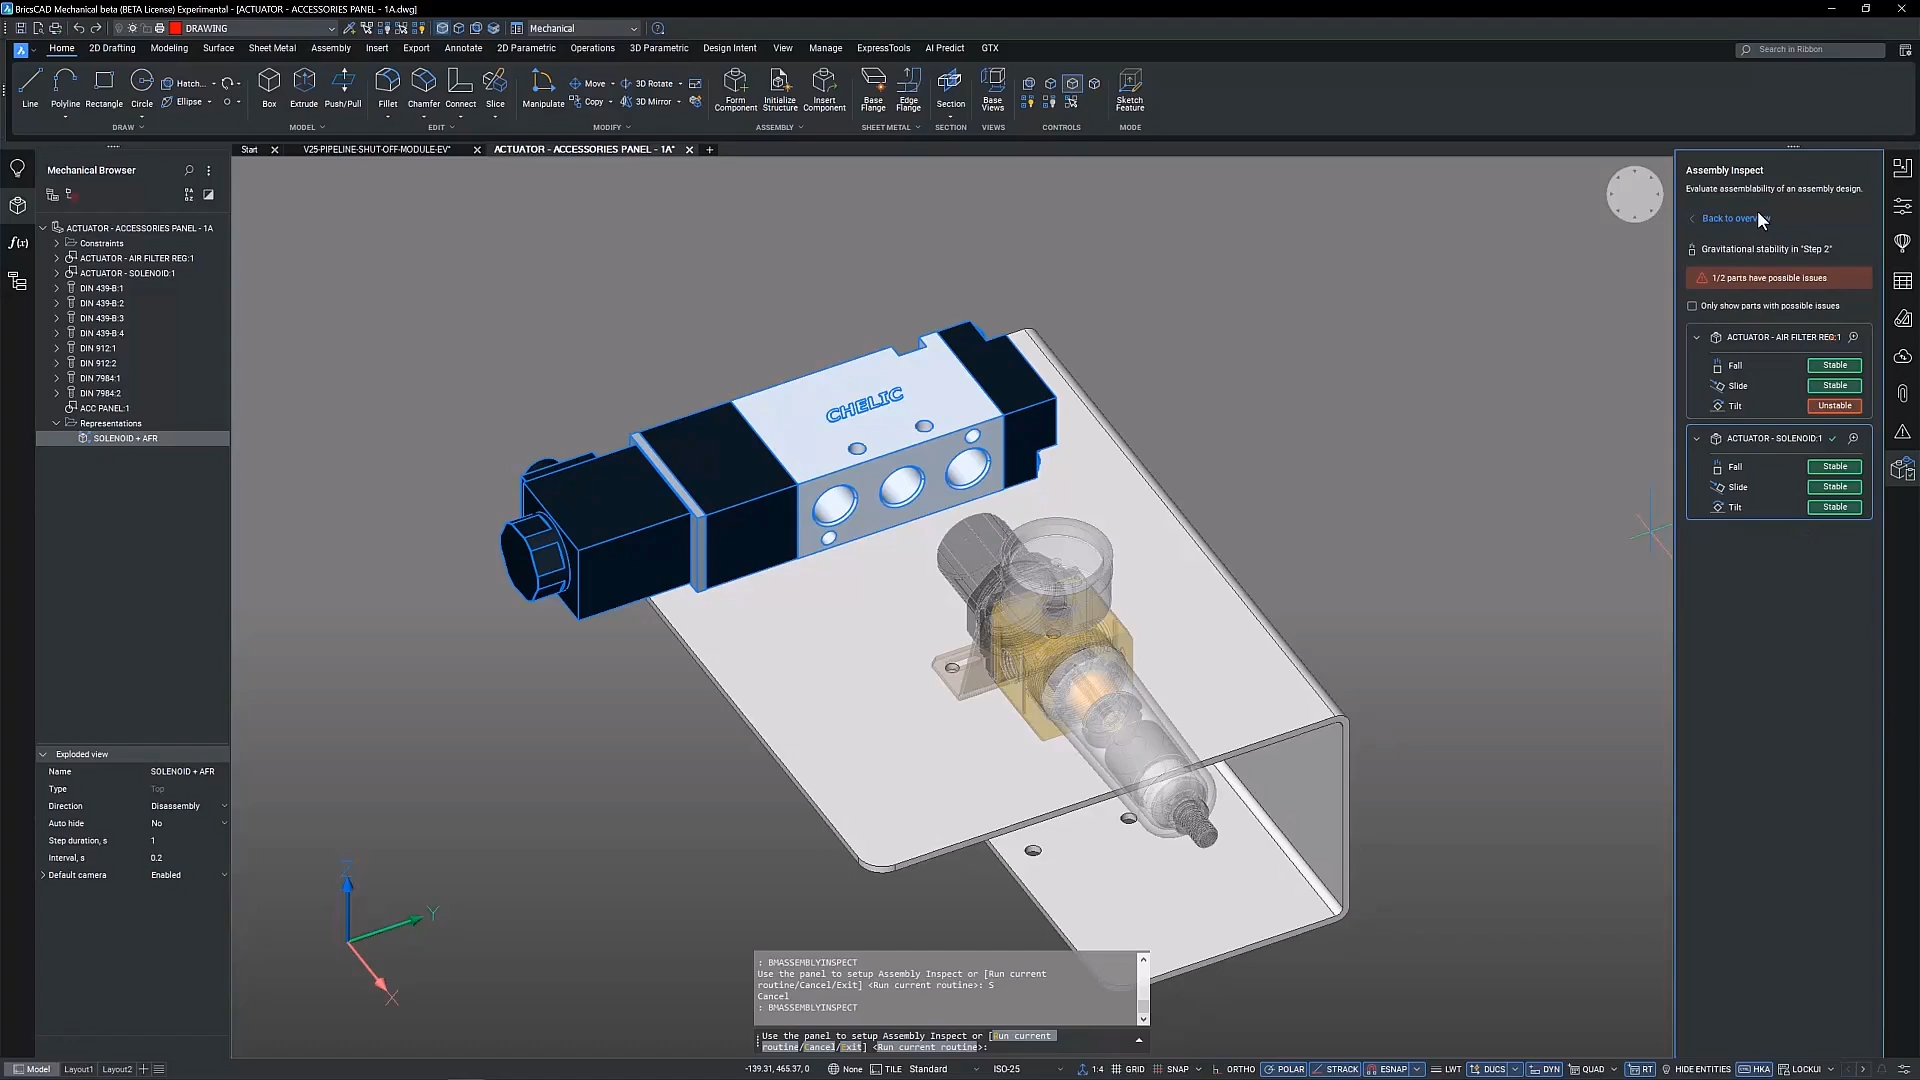 BricsCAD Mechanical beta (BETA License) Experimental - [ACTUATOR - ACCESSORIES PANEL - 1A.dwg]
DRAWING
Mechanical
Home 2D Drafting Modeling Surface Sheet Metal Assembly Insert Export Annotate 2D Parametric Operations 3D Parametric Design Intent View Manage ExpressTools AI Predict GTX
Search in Ribbon
Line Polyline Rectangle Circle Hatch... Ellipse
Box Extrude Push/Pull
Fillet Chamfer Connect Slice
Manipulate Move Copy 3D Rotate 3D Mirror
Form Component Initialize Structure Insert Component
Base Flange Edge Flange
Section
Base Views
Sketch Feature
DRAW MODEL EDIT MODIFY ASSEMBLY SHEET METAL SECTION VIEWS CONTROLS MODE
Start V25-PIPELINE-SHUT-OFF-MODULE-EV* ACTUATOR - ACCESSORIES PANEL - 1A*
Mechanical Browser
ACTUATOR - ACCESSORIES PANEL - 1A
Constraints
ACTUATOR - AIR FILTER REG:1
ACTUATOR - SOLENOID:1
DIN 439-B:1
DIN 439-B:2
DIN 439-B:3
DIN 439-B:4
DIN 912:1
DIN 912:2
DIN 7984:1
DIN 7984:2
ACC PANEL:1
Representations
SOLENOID + AFR
f(x)
Exploded view
Name SOLENOID + AFR
Type Top
Direction Disassembly
Auto hide No
Step duration, s 1
Interval, s 0.2
Default camera Enabled
CHELIC
Z
Y
X
Assembly Inspect
Evaluate assemblability of an assembly design.
Gravitational stability in "Step 2"
Back to
1/2 parts have possible issues
Only show parts with possible issues
ACTUATOR - AIR FILTER REG:1
Fall Stable
Slide Stable
Tilt Unstable
ACTUATOR - SOLENOID:1
Fall Stable
Slide Stable
Tilt Stable
: BMASSEMBLYINSPECT
Use the panel to setup Assembly Inspect or [Run current
routine/Cancel/Exit] <Run current routine>: S
Cancel
: BMASSEMBLYINSPECT
Use the panel to setup Assembly Inspect or [Run current
routine/Cancel/Exit] <Run current routine>:
Model Layout1 Layout2
-139.31, 465.37, 0 None TILE Standard ISO-25 1:4 GRID SNAP ORTHO POLAR STRACK ESNAP LWT DUCS DYN QUAD RT HIDE ENTITIES HKA LOCKUI